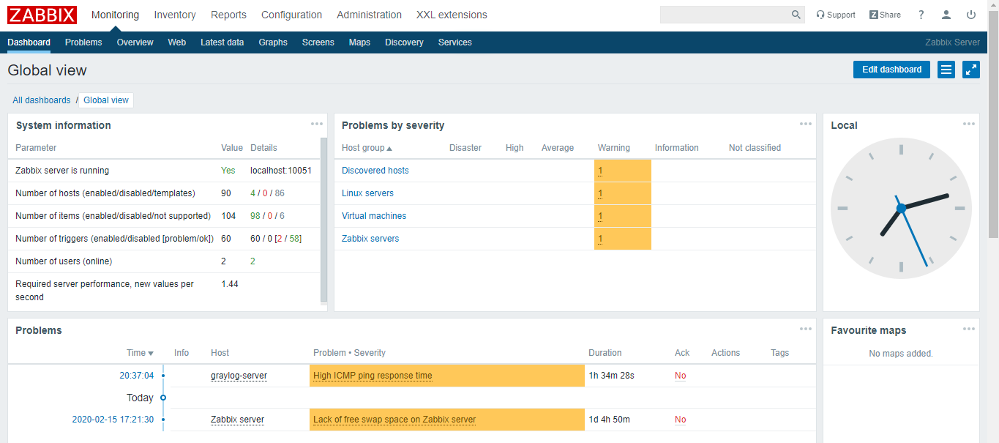 ZABBIX Monitoring Inventory Reports Configuration Administration XXL extensions Support Z Share ?
Dashboard Problems Overview Web Latest data Graphs Screens Maps Discovery Services Zabbix Server
Global view Edit dashboard
All dashboards / Global view
System information
Parameter Value Details
Zabbix server is running Yes localhost:10051
Number of hosts (enabled/disabled/templates) 90 4 / 0 / 86
Number of items (enabled/disabled/not supported) 104 98 / 0 / 6
Number of triggers (enabled/disabled [problem/ok]) 60 60 / 0 [2 / 58]
Number of users (online) 2 2
Required server performance, new values per
second 1.44
Problems by severity
Host group Disaster High Average Warning Information Not classified
Discovered hosts 1
Linux servers 1
Virtual machines 1
Zabbix servers 1
Local
Problems
Time Info Host Problem • Severity Duration Ack Actions Tags
20:37:04 graylog-server High ICMP ping response time 1h 34m 28s No
Today
2020-02-15 17:21:30 Zabbix server Lack of free swap space on Zabbix server 1d 4h 50m No
Favourite maps
No maps added.